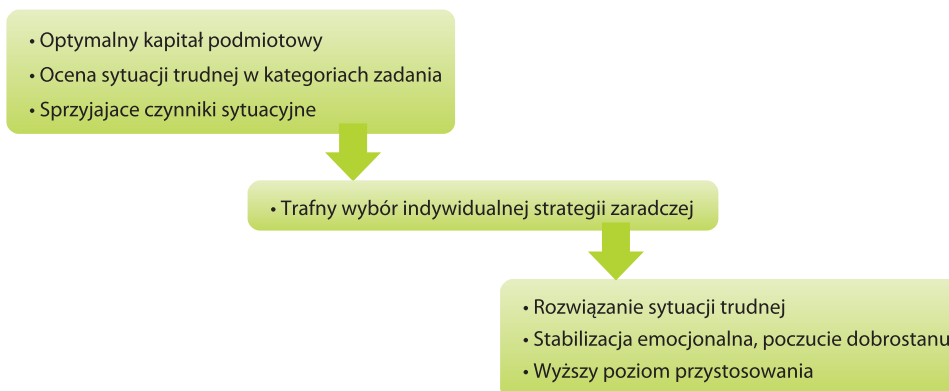 • Optymalny kapitał podmiotowy
• Ocena sytuacji trudnej w kategoriach zadania
• Sprzyjajace czynniki sytuacyjne
• Trafny wybór indywidualnej strategii zaradczej
• Rozwiązanie sytuacji trudnej
• Stabilizacja emocjonalna, poczucie dobrostanu
• Wyższy poziom przystosowania